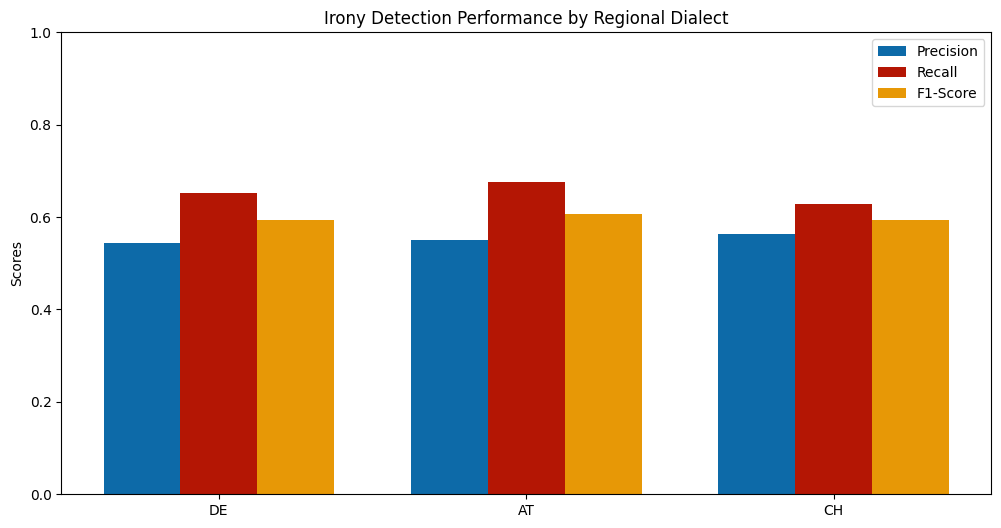 Irony Detection Performance by Regional Dialect
1.0
0.8
0.6
0.4
0.2
0.0
Scores
Precision
Recall
F1-Score
DE
AT
CH